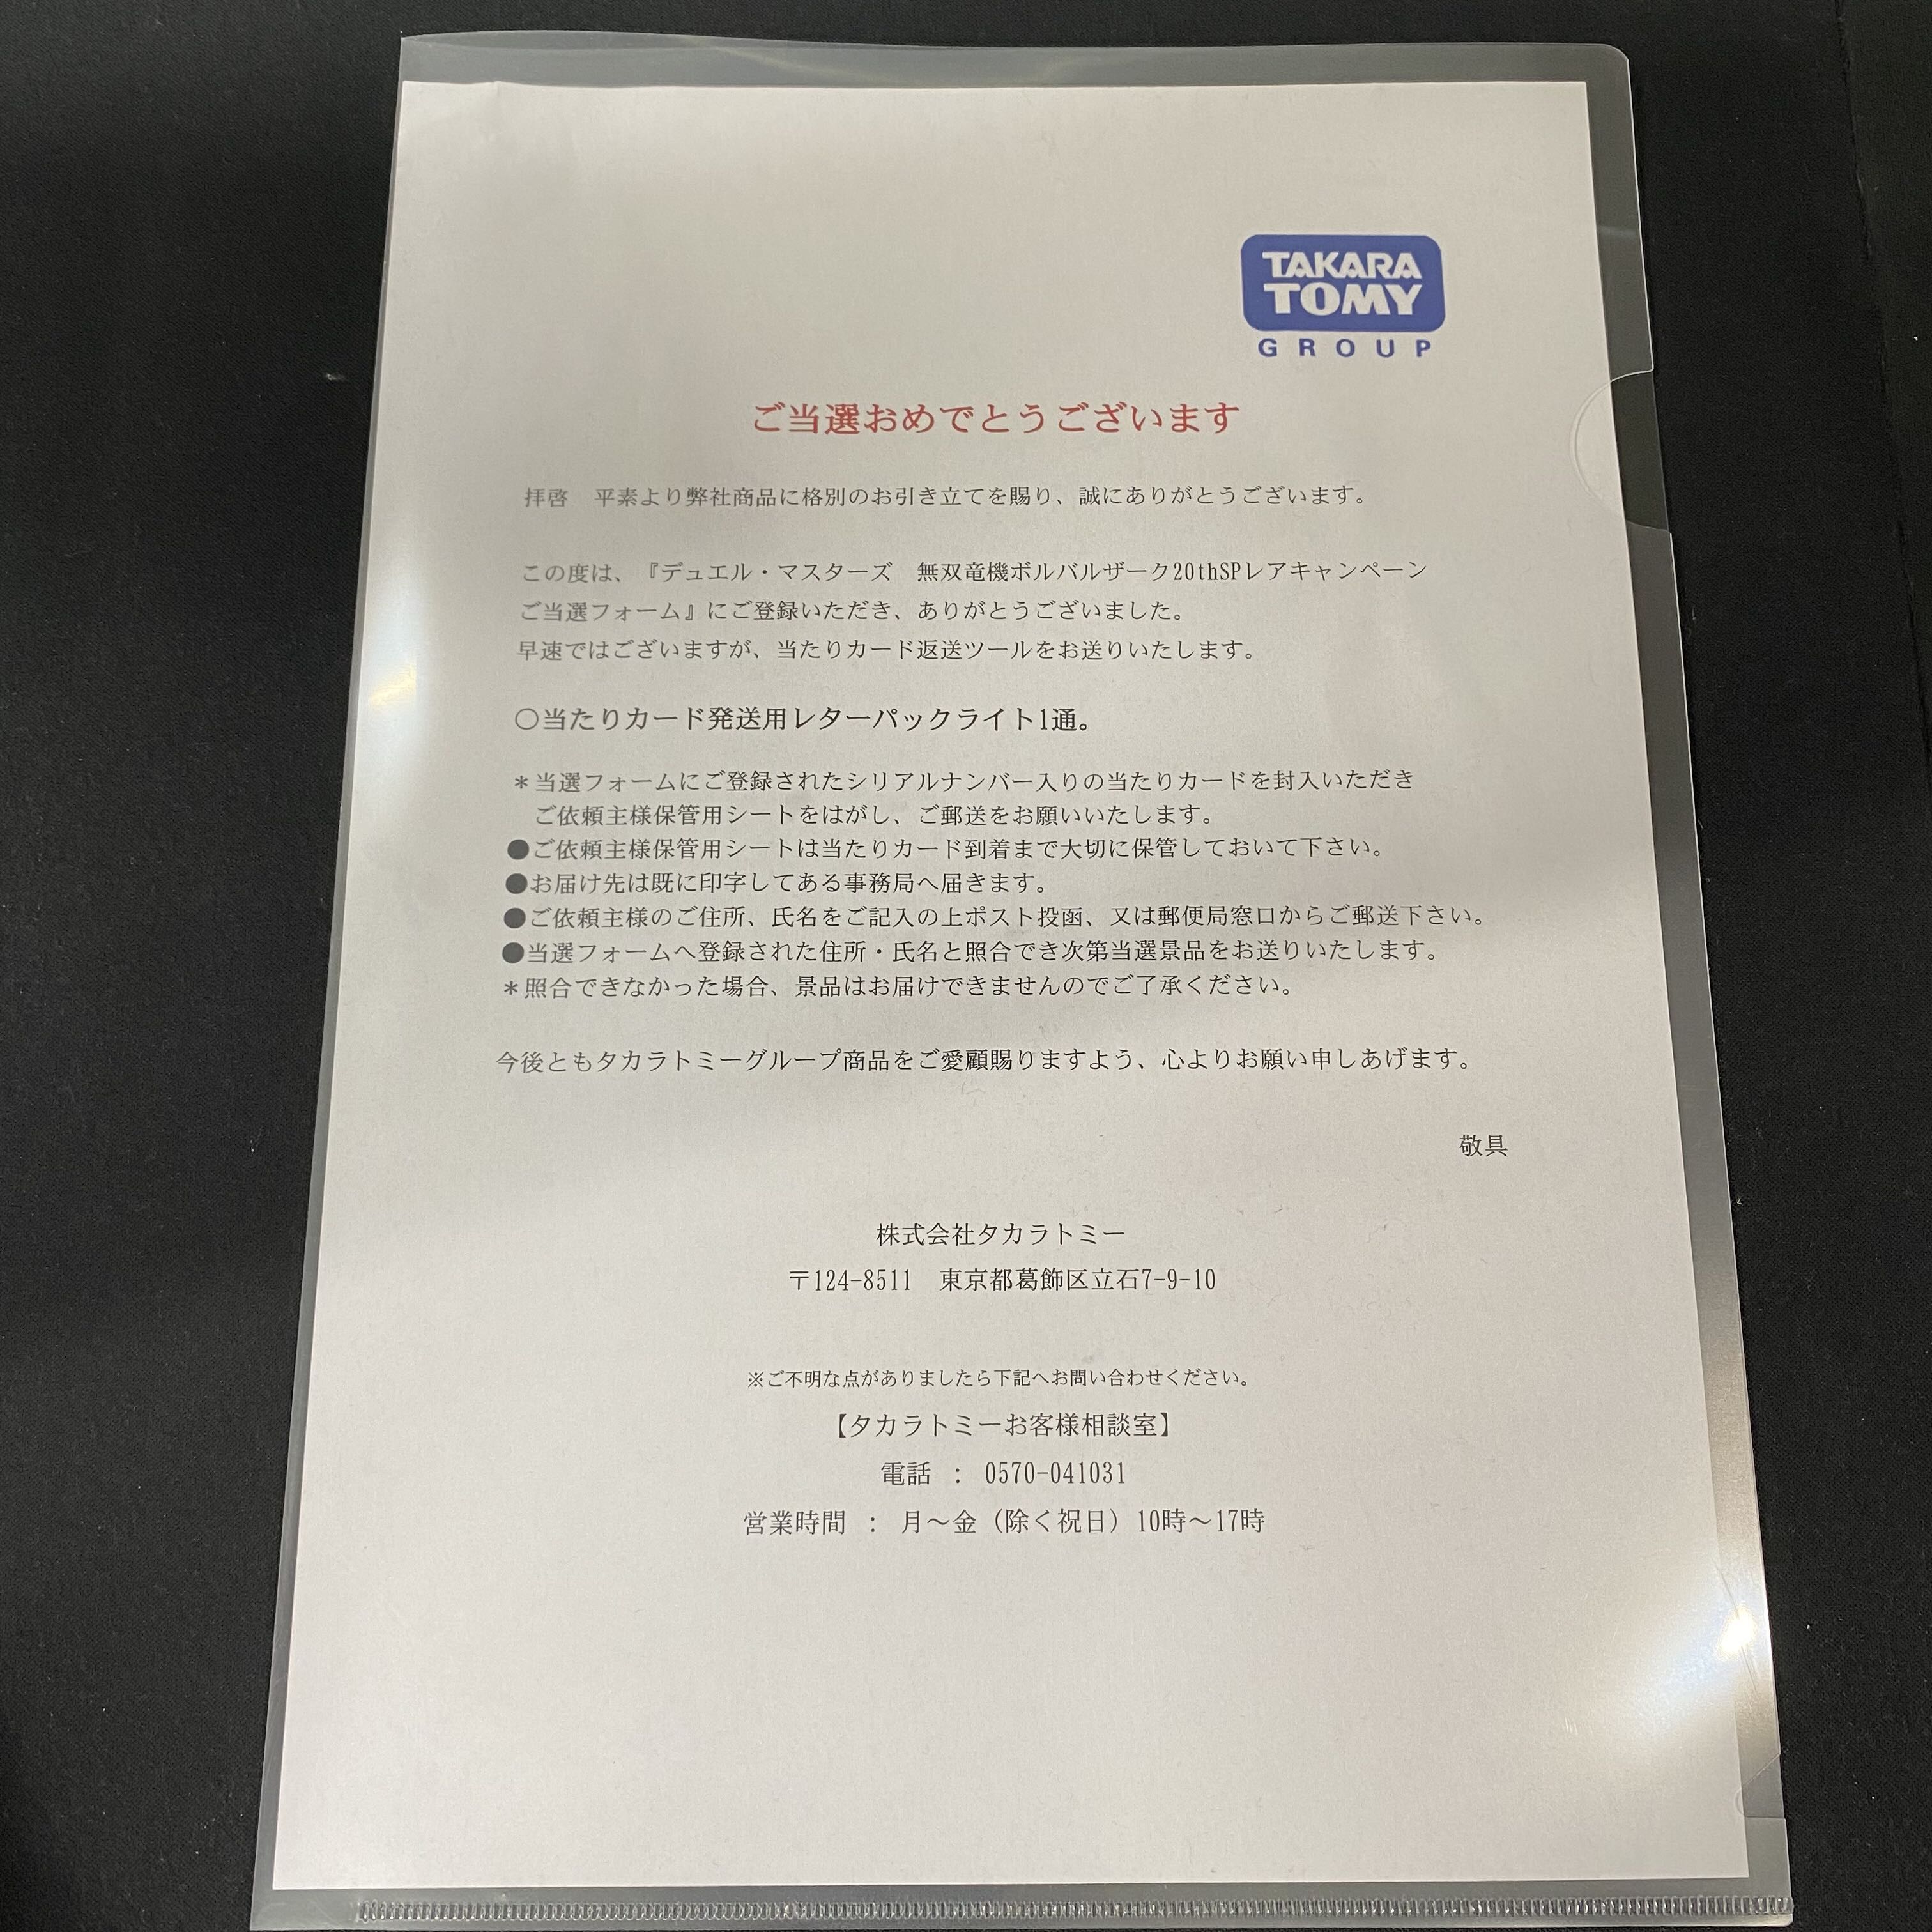 TAKARA
TOMY
GROUP
ご当選おめでとうございます
拝啓　平素より弊社商品に格別のお引き立てを賜り、誠にありがとうございます。
この度は、『デュエル・マスターズ　無双竜機ボルバルザーク20thSPレアキャンペーン
ご当選フォーム』にご登録いただき、ありがとうございました。
早速ではございますが、当たりカード返送ツールをお送りいたします。
○当たりカード発送用レターパックライト1通。
＊当選フォームにご登録されたシリアルナンバー入りの当たりカードを封入いただき
ご依頼主様保管用シートをはがし、ご郵送をお願いいたします。
●ご依頼主様保管用シートは当たりカード到着まで大切に保管しておいて下さい。
●お届け先は既に印字してある事務局へ届きます。
●ご依頼主様のご住所、氏名をご記入の上ポスト投函、又は郵便局窓口からご郵送下さい。
●当選フォームへ登録された住所・氏名と照合でき次第当選景品をお送りいたします。
＊照合できなかった場合、景品はお届けできませんのでご了承ください。
今後ともタカラトミーグループ商品をご愛顧賜りますよう、心よりお願い申しあげます。
敬具
株式会社タカラトミー
〒124-8511　東京都葛飾区立石7-9-10
※ご不明な点がありましたら下記へお問い合わせください。
【タカラトミーお客様相談室】
電話 ： 0570-041031
営業時間 ： 月～金（除く祝日）10時～17時